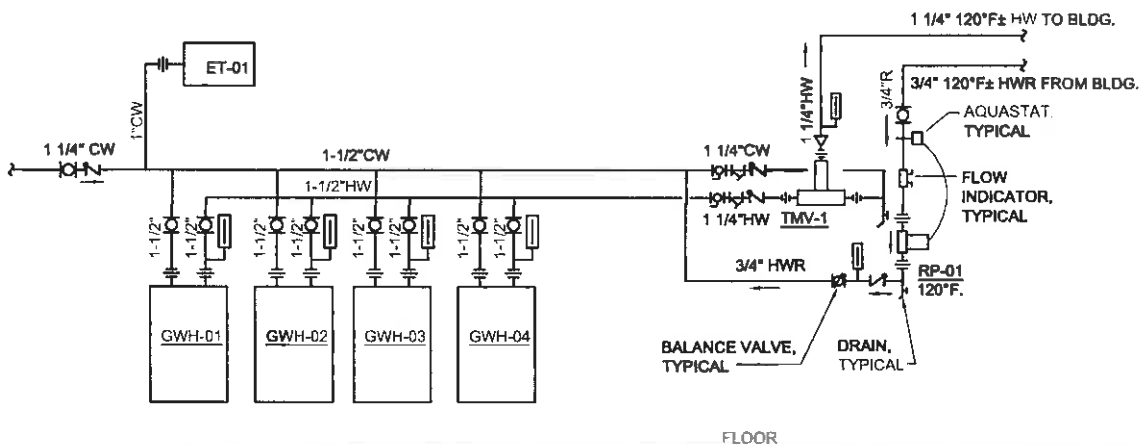 1 1/4" 120°F± HW TO BLDG.
ET-01
3/4" 120°F± HWR FROM BLDG.
3/4"R
1 1/4"HW
1"CW
AQUASTAT.
TYPICAL
1 1/4" CW
1-1/2"CW
1 1/4"CW
1-1/2"HW
FLOW
INDICATOR,
TYPICAL
1 1/4"HW
TMV-1
1-1/2"
1-1/2"
1-1/2"
1-1/2"
1-1/2"
1-1/2"
1-1/2"
1-1/2"
3/4" HWR
RP-01
120°F.
GWH-01
GWH-02
GWH-03
GWH-04
BALANCE VALVE,
TYPICAL
DRAIN,
TYPICAL
FLOOR